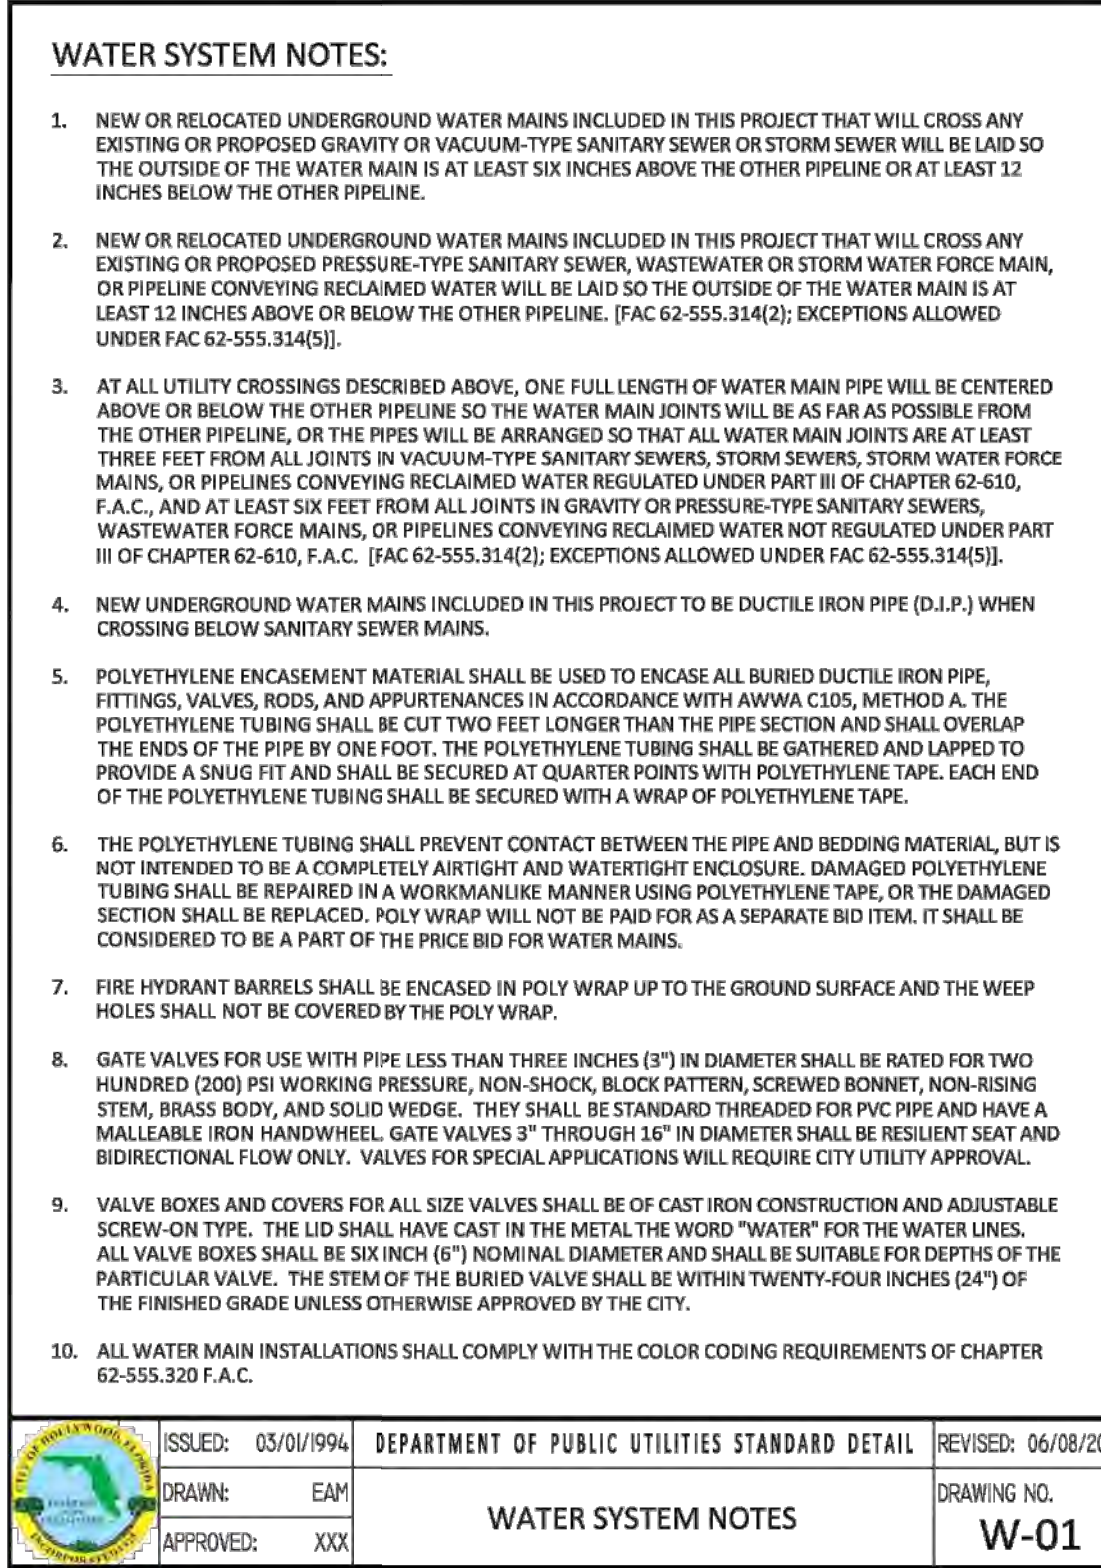 WATER SYSTEM NOTES:
1. NEW OR RELOCATED UNDERGROUND WATER MAINS INCLUDED IN THIS PROJECT THAT WILL CROSS ANY
EXISTING OR PROPOSED GRAVITY OR VACUUM-TYPE SANITARY SEWER OR STORM SEWER WILL BE LAID SO
THE OUTSIDE OF THE WATER MAIN IS AT LEAST SIX INCHES ABOVE THE OTHER PIPELINE OR AT LEAST 12
INCHES BELOW THE OTHER PIPELINE.
2. NEW OR RELOCATED UNDERGROUND WATER MAINS INCLUDED IN THIS PROJECT THAT WILL CROSS ANY
EXISTING OR PROPOSED PRESSURE-TYPE SANITARY SEWER, WASTEWATER OR STORM WATER FORCE MAIN,
OR PIPELINE CONVEYING RECLAIMED WATER WILL BE LAID SO THE OUTSIDE OF THE WATER MAIN IS AT
LEAST 12 INCHES ABOVE OR BELOW THE OTHER PIPELINE. [FAC 62-555.314(2); EXCEPTIONS ALLOWED
UNDER FAC 62-555.314(5)].
3. AT ALL UTILITY CROSSINGS DESCRIBED ABOVE, ONE FULL LENGTH OF WATER MAIN PIPE WILL BE CENTERED
ABOVE OR BELOW THE OTHER PIPELINE SO THE WATER MAIN JOINTS WILL BE AS FAR AS POSSIBLE FROM
THE OTHER PIPELINE, OR THE PIPES WILL BE ARRANGED SO THAT ALL WATER MAIN JOINTS ARE AT LEAST
THREE FEET FROM ALL JOINTS IN VACUUM-TYPE SANITARY SEWERS, STORM SEWERS, STORM WATER FORCE
MAINS, OR PIPELINES CONVEYING RECLAIMED WATER REGULATED UNDER PART III OF CHAPTER 62-610,
F.A.C., AND AT LEAST SIX FEET FROM ALL JOINTS IN GRAVITY OR PRESSURE-TYPE SANITARY SEWERS,
WASTEWATER FORCE MAINS, OR PIPELINES CONVEYING RECLAIMED WATER NOT REGULATED UNDER PART
III OF CHAPTER 62-610, F.A.C. [FAC 62-555.314(2); EXCEPTIONS ALLOWED UNDER FAC 62-555.314(5)].
4. NEW UNDERGROUND WATER MAINS INCLUDED IN THIS PROJECT TO BE DUCTILE IRON PIPE (D.I.P.) WHEN
CROSSING BELOW SANITARY SEWER MAINS.
5. POLYETHYLENE ENCASEMENT MATERIAL SHALL BE USED TO ENCASE ALL BURIED DUCTILE IRON PIPE,
FITTINGS, VALVES, RODS, AND APPURTENANCES IN ACCORDANCE WITH AWWA C105, METHOD A. THE
POLYETHYLENE TUBING SHALL BE CUT TWO FEET LONGER THAN THE PIPE SECTION AND SHALL OVERLAP
THE ENDS OF THE PIPE BY ONE FOOT. THE POLYETHYLENE TUBING SHALL BE GATHERED AND LAPPED TO
PROVIDE A SNUG FIT AND SHALL BE SECURED AT QUARTER POINTS WITH POLYETHYLENE TAPE. EACH END
OF THE POLYETHYLENE TUBING SHALL BE SECURED WITH A WRAP OF POLYETHYLENE TAPE.
6. THE POLYETHYLENE TUBING SHALL PREVENT CONTACT BETWEEN THE PIPE AND BEDDING MATERIAL, BUT IS
NOT INTENDED TO BE A COMPLETELY AIRTIGHT AND WATERTIGHT ENCLOSURE. DAMAGED POLYETHYLENE
TUBING SHALL BE REPAIRED IN A WORKMANLIKE MANNER USING POLYETHYLENE TAPE, OR THE DAMAGED
SECTION SHALL BE REPLACED. POLY WRAP WILL NOT BE PAID FOR AS A SEPARATE BID ITEM. IT SHALL BE
CONSIDERED TO BE A PART OF THE PRICE BID FOR WATER MAINS.
7. FIRE HYDRANT BARRELS SHALL BE ENCASED IN POLY WRAP UP TO THE GROUND SURFACE AND THE WEEP
HOLES SHALL NOT BE COVERED BY THE POLY WRAP.
8. GATE VALVES FOR USE WITH PIPE LESS THAN THREE INCHES (3") IN DIAMETER SHALL BE RATED FOR TWO
HUNDRED (200) PSI WORKING PRESSURE, NON-SHOCK, BLOCK PATTERN, SCREWED BONNET, NON-RISING
STEM, BRASS BODY, AND SOLID WEDGE. THEY SHALL BE STANDARD THREADED FOR PVC PIPE AND HAVE A
MALLEABLE IRON HANDWHEEL. GATE VALVES 3" THROUGH 16" IN DIAMETER SHALL BE RESILIENT SEAT AND
BIDIRECTIONAL FLOW ONLY. VALVES FOR SPECIAL APPLICATIONS WILL REQUIRE CITY UTILITY APPROVAL.
9. VALVE BOXES AND COVERS FOR ALL SIZE VALVES SHALL BE OF CAST IRON CONSTRUCTION AND ADJUSTABLE
SCREW-ON TYPE. THE LID SHALL HAVE CAST IN THE METAL THE WORD "WATER" FOR THE WATER LINES.
ALL VALVE BOXES SHALL BE SIX INCH (6") NOMINAL DIAMETER AND SHALL BE SUITABLE FOR DEPTHS OF THE
PARTICULAR VALVE. THE STEM OF THE BURIED VALVE SHALL BE WITHIN TWENTY-FOUR INCHES (24") OF
THE FINISHED GRADE UNLESS OTHERWISE APPROVED BY THE CITY.
10. ALL WATER MAIN INSTALLATIONS SHALL COMPLY WITH THE COLOR CODING REQUIREMENTS OF CHAPTER
62-555.320 F.A.C.
CITY OF HOLLYWOOD, FLORIDA
INCORPORATED
ISSUED: 03/01/1994
DRAWN: EAM
APPROVED: XXX
DEPARTMENT OF PUBLIC UTILITIES STANDARD DETAIL
WATER SYSTEM NOTES
REVISED: 06/08/20
DRAWING NO.
W-01